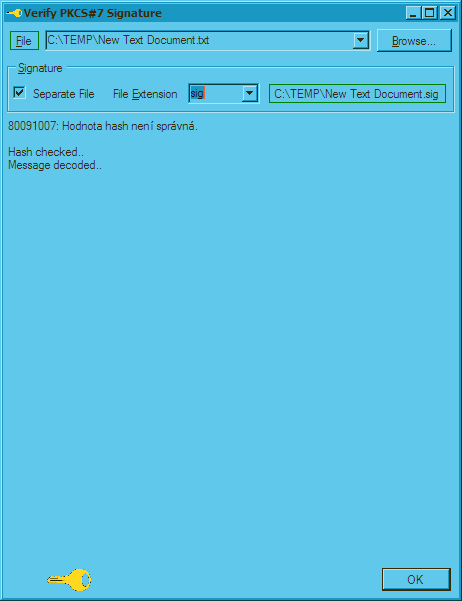 Verify PKCS#7 Signature
File
C:\TEMP\New Text Document.txt
Browse...
Signature
Separate File
File Extension
sig
C:\TEMP\New Text Document.sig
80091007: Hodnota hash není správná.
Hash checked..
Message decoded..
OK